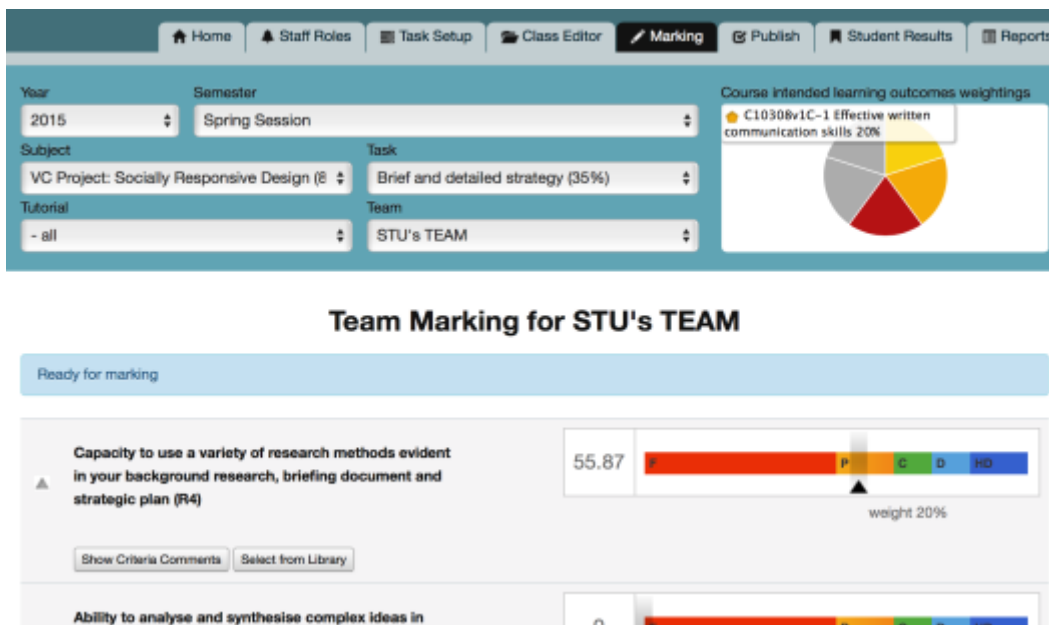 Home Staff Roles Task Setup Class Editor Marking Publish Student Results Reports
Year Semester Course intended learning outcomes weightings
2015 Spring Session
C10308v1C-1 Effective written
communication skills 20%
Subject Task
VC Project: Socially Responsive Design (8 Brief and detailed strategy (35%)
Tutorial Team
- all STU's TEAM
Team Marking for STU's TEAM
Ready for marking
Capacity to use a variety of research methods evident
in your background research, briefing document and
strategic plan (R4)
55.87 F P C D HD
weight 20%
Show Criteria Comments Select from Library
Ability to analyse and synthesise complex ideas in